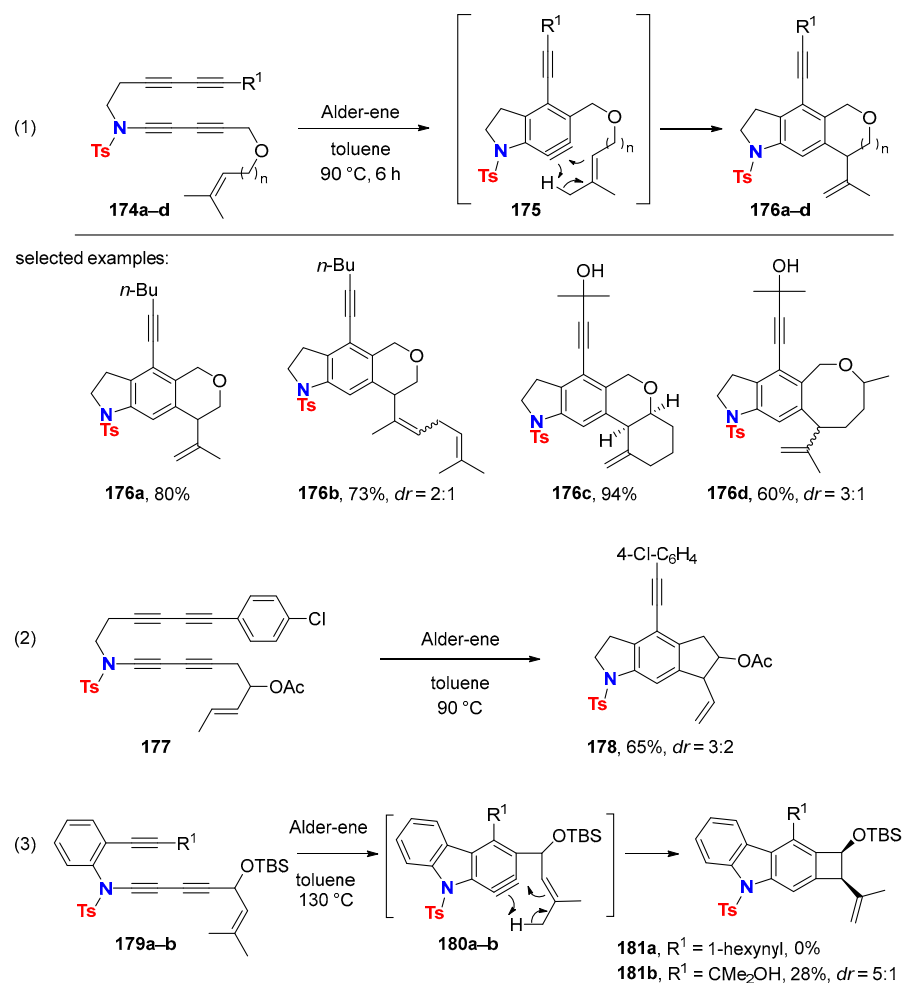 (1)
R1
N
Ts
O
n
174a–d
Alder-ene
toluene
90 °C, 6 h
R1
O
n
N
Ts
H
175
R1
O
n
N
Ts
176a–d
selected examples:
n-Bu
O
N
Ts
176a, 80%
n-Bu
O
N
Ts
176b, 73%, dr = 2:1
OH
O
N
Ts
H
H
176c, 94%
OH
O
N
Ts
176d, 60%, dr = 3:1
(2)
Cl
N
Ts
OAc
177
Alder-ene
toluene
90 °C
4-Cl-C6H4
OAc
N
Ts
178, 65%, dr = 3:2
(3)
R1
OTBS
N
Ts
179a–b
Alder-ene
toluene
130 °C
R1
OTBS
N
Ts
H
180a–b
R1
OTBS
N
Ts
181a, R1 = 1-hexynyl, 0%
181b, R1 = CMe2OH, 28%, dr = 5:1